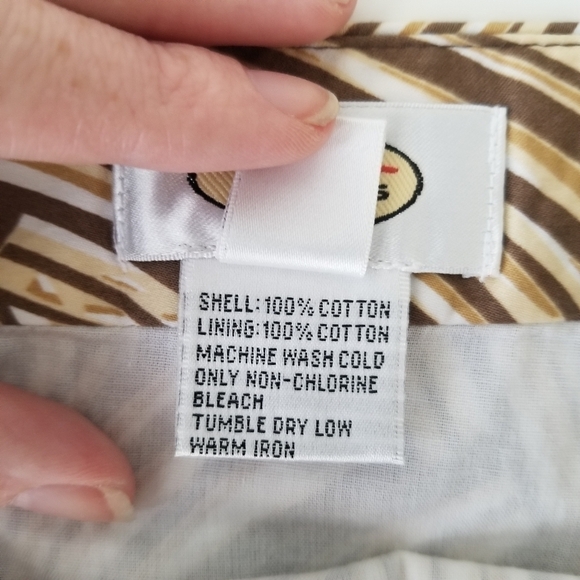 SHELL: 100% COTTON
LINING: 100% COTTON
MACHINE WASH COLD
ONLY NON-CHLORINE
BLEACH
TUMBLE DRY LOW
WARM IRON